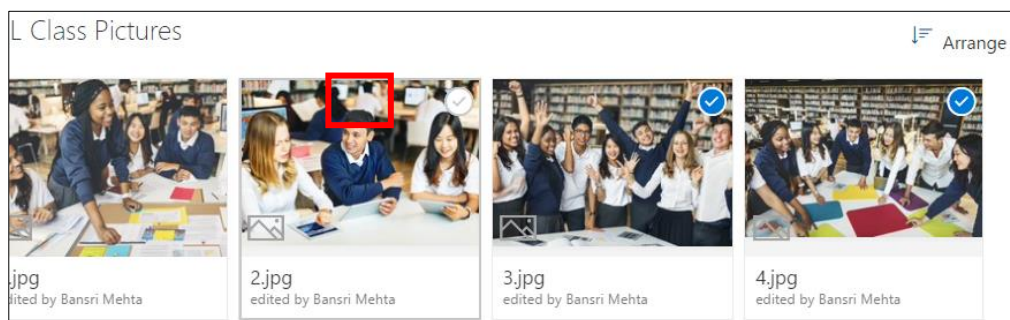 L Class Pictures
Arrange
.jpg
edited by Bansri Mehta
2.jpg
edited by Bansri Mehta
3.jpg
edited by Bansri Mehta
4.jpg
edited by Bansri Mehta